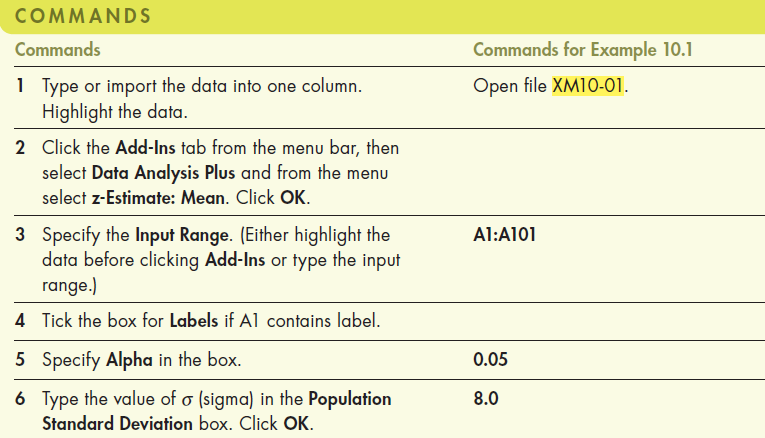 COMMANDS
Commands Commands for Example 10.1
1 Type or import the data into one column. Open file XM10-01.
Highlight the data.
2 Click the Add-Ins tab from the menu bar, then
select Data Analysis Plus and from the menu
select z-Estimate: Mean. Click OK.
3 Specify the Input Range. (Either highlight the A1:A101
data before clicking Add-Ins or type the input
range.)
4 Tick the box for Labels if A1 contains label.
5 Specify Alpha in the box. 0.05
6 Type the value of σ (sigma) in the Population 8.0
Standard Deviation box. Click OK.